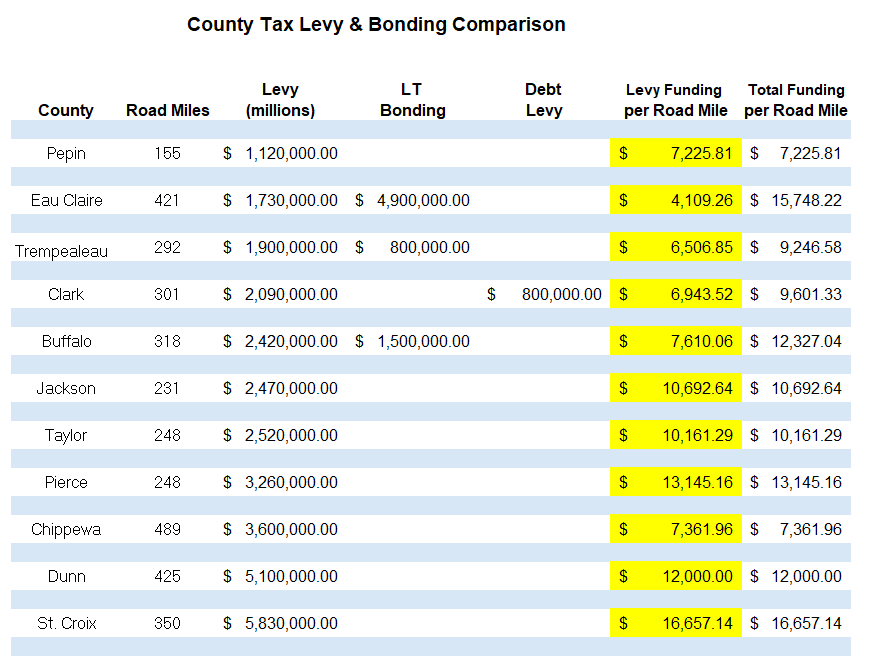 County Tax Levy & Bonding Comparison
Levy LT Debt Levy Funding Total Funding
County Road Miles (millions) Bonding Levy per Road Mile per Road Mile
Pepin 155 $ 1,120,000.00 $ 7,225.81 $ 7,225.81
Eau Claire 421 $ 1,730,000.00 $ 4,900,000.00 $ 4,109.26 $ 15,748.22
Trempealeau 292 $ 1,900,000.00 $ 800,000.00 $ 6,506.85 $ 9,246.58
Clark 301 $ 2,090,000.00 $ 800,000.00 $ 6,943.52 $ 9,601.33
Buffalo 318 $ 2,420,000.00 $ 1,500,000.00 $ 7,610.06 $ 12,327.04
Jackson 231 $ 2,470,000.00 $ 10,692.64 $ 10,692.64
Taylor 248 $ 2,520,000.00 $ 10,161.29 $ 10,161.29
Pierce 248 $ 3,260,000.00 $ 13,145.16 $ 13,145.16
Chippewa 489 $ 3,600,000.00 $ 7,361.96 $ 7,361.96
Dunn 425 $ 5,100,000.00 $ 12,000.00 $ 12,000.00
St. Croix 350 $ 5,830,000.00 $ 16,657.14 $ 16,657.14